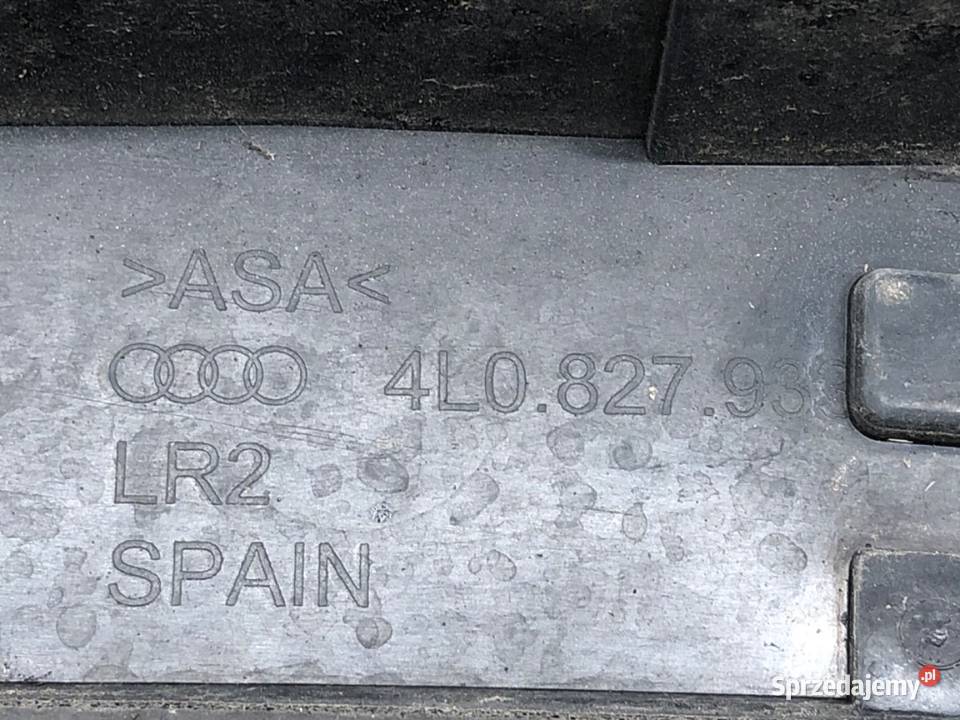 >ASA<
4L0.827.93
LR2
SPAIN
Sprzedajemy.pl